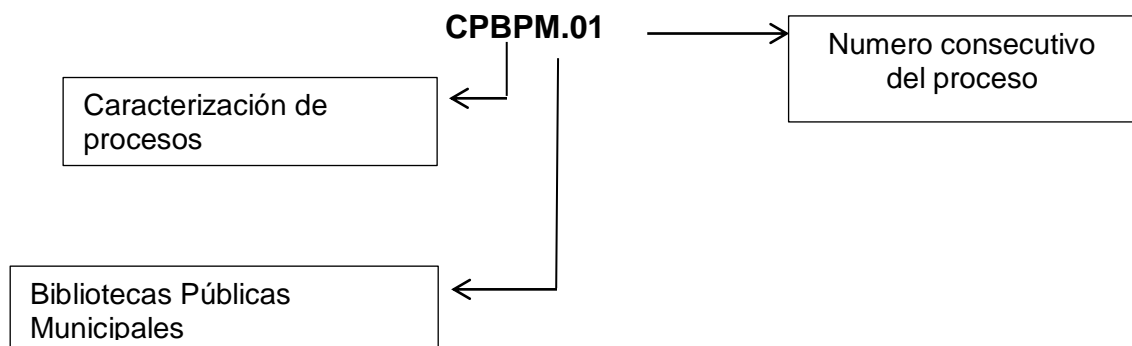 CPBPM.01
Numero consecutivo
del proceso
Caracterización de
procesos
Bibliotecas Públicas
Municipales